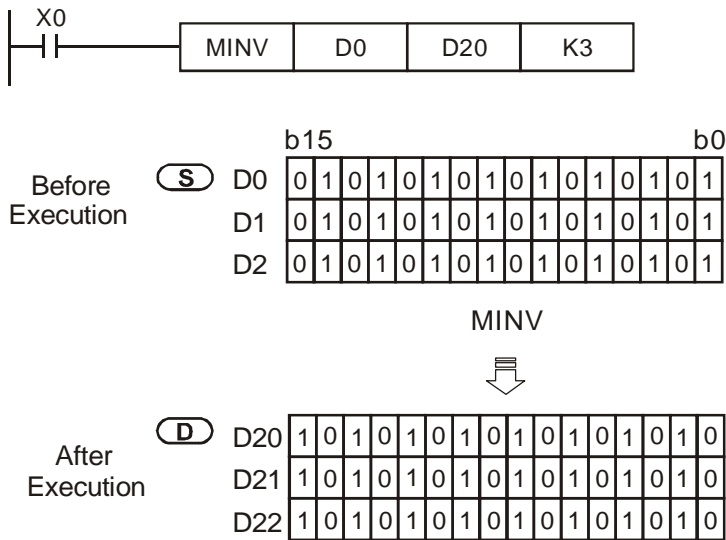 X0
MINV D0 D20 K3
b15 b0
Before Execution
S D0 0 1 0 1 0 1 0 1 0 1 0 1 0 1 0 1
D1 0 1 0 1 0 1 0 1 0 1 0 1 0 1 0 1
D2 0 1 0 1 0 1 0 1 0 1 0 1 0 1 0 1
MINV
After Execution
D D20 1 0 1 0 1 0 1 0 1 0 1 0 1 0 1 0
D21 1 0 1 0 1 0 1 0 1 0 1 0 1 0 1 0
D22 1 0 1 0 1 0 1 0 1 0 1 0 1 0 1 0